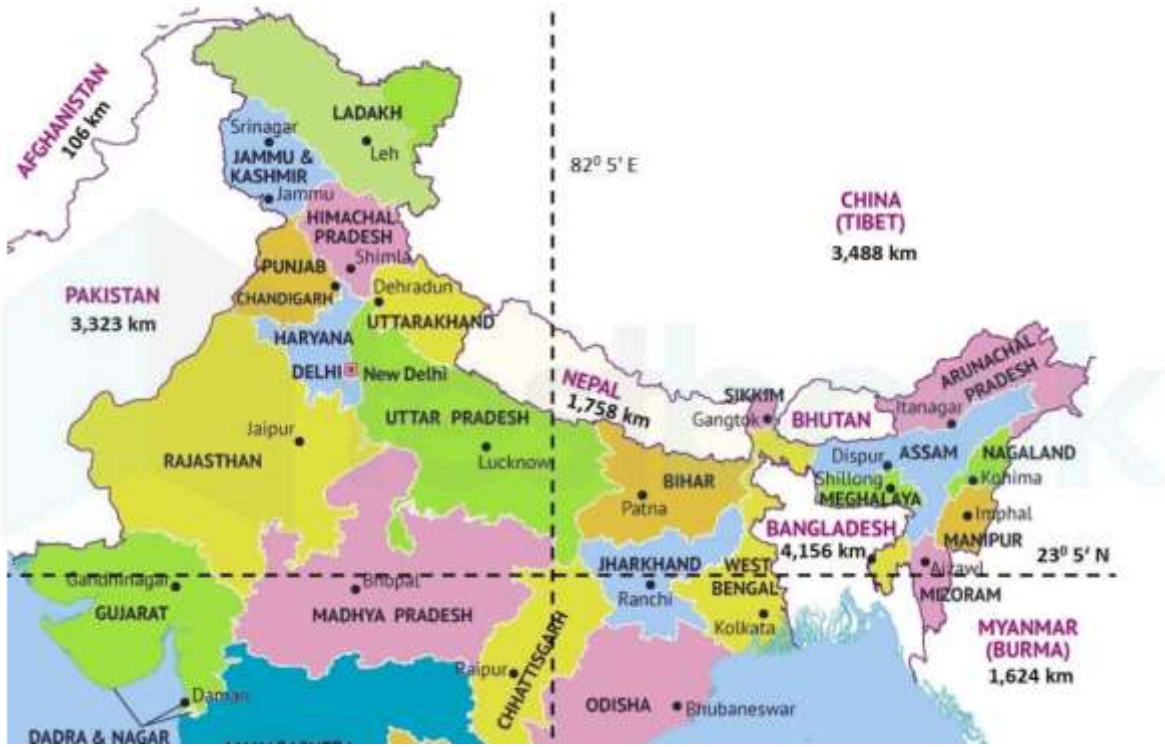 AFGHANISTAN
106 km
LADAKH
Srinagar
Leh
JAMMU &
KASHMIR
Jammu
82⁰ 5' E
CHINA
(TIBET)
3,488 km
HIMACHAL
PRADESH
Shimla
PUNJAB
CHANDIGARH
Dehradun
UTTARAKHAND
PAKISTAN
3,323 km
HARYANA
DELHI
New Delhi
NEPAL
1,758 km
SIKKIM
Gangtok
BHUTAN
ARUNACHAL
PRADESH
Itanagar
UTTAR PRADESH
Lucknow
Jaipur
RAJASTHAN
BIHAR
Patna
Dispur
ASSAM
NAGALAND
Shillong
Kohima
MEGHALAYA
Imphal
MANIPUR
BANGLADESH
4,156 km
23⁰ 5' N
JHARKHAND
Ranchi
WEST
BENGAL
Kolkata
Aizawl
MIZORAM
MYANMAR
(BURMA)
1,624 km
Gandhinagar
GUJARAT
Bhopal
MADHYA PRADESH
CHHATTISGARH
Raipur
ODISHA
Bhubaneswar
Daman
DADRA & NAGAR